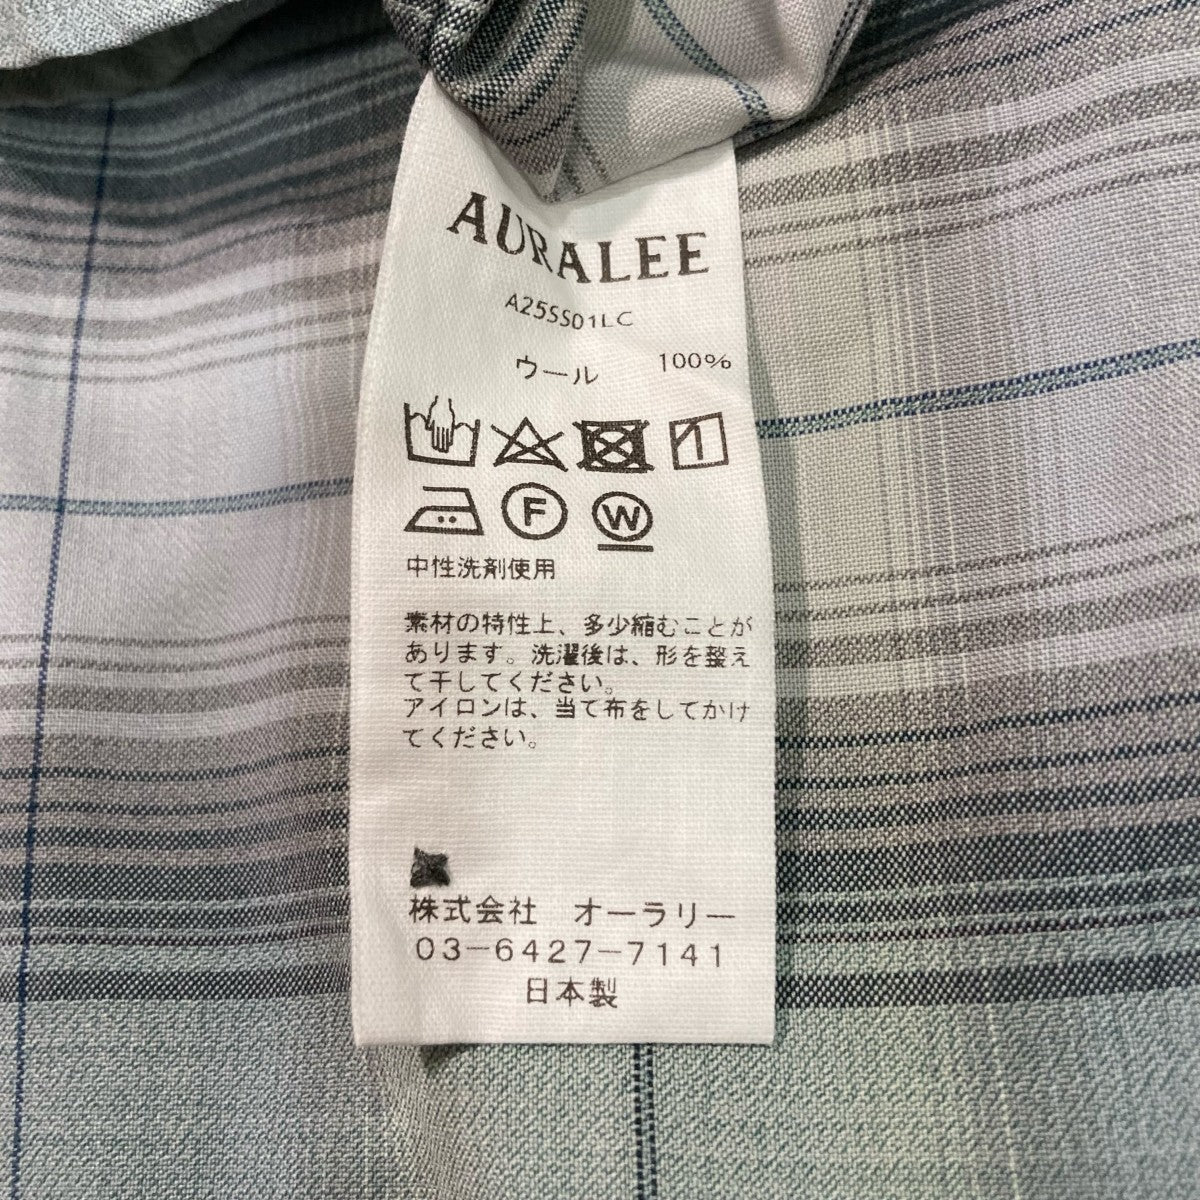 AURALEE
A25SS01LC
ウール 100%
F W
中性洗剤使用
素材の特性上、多少縮むことが
あります。洗濯後は、形を整え
て干してください。
アイロンは、当て布をしてかけ
てください。
株式会社 オーラリー
03-6427-7141
日本製